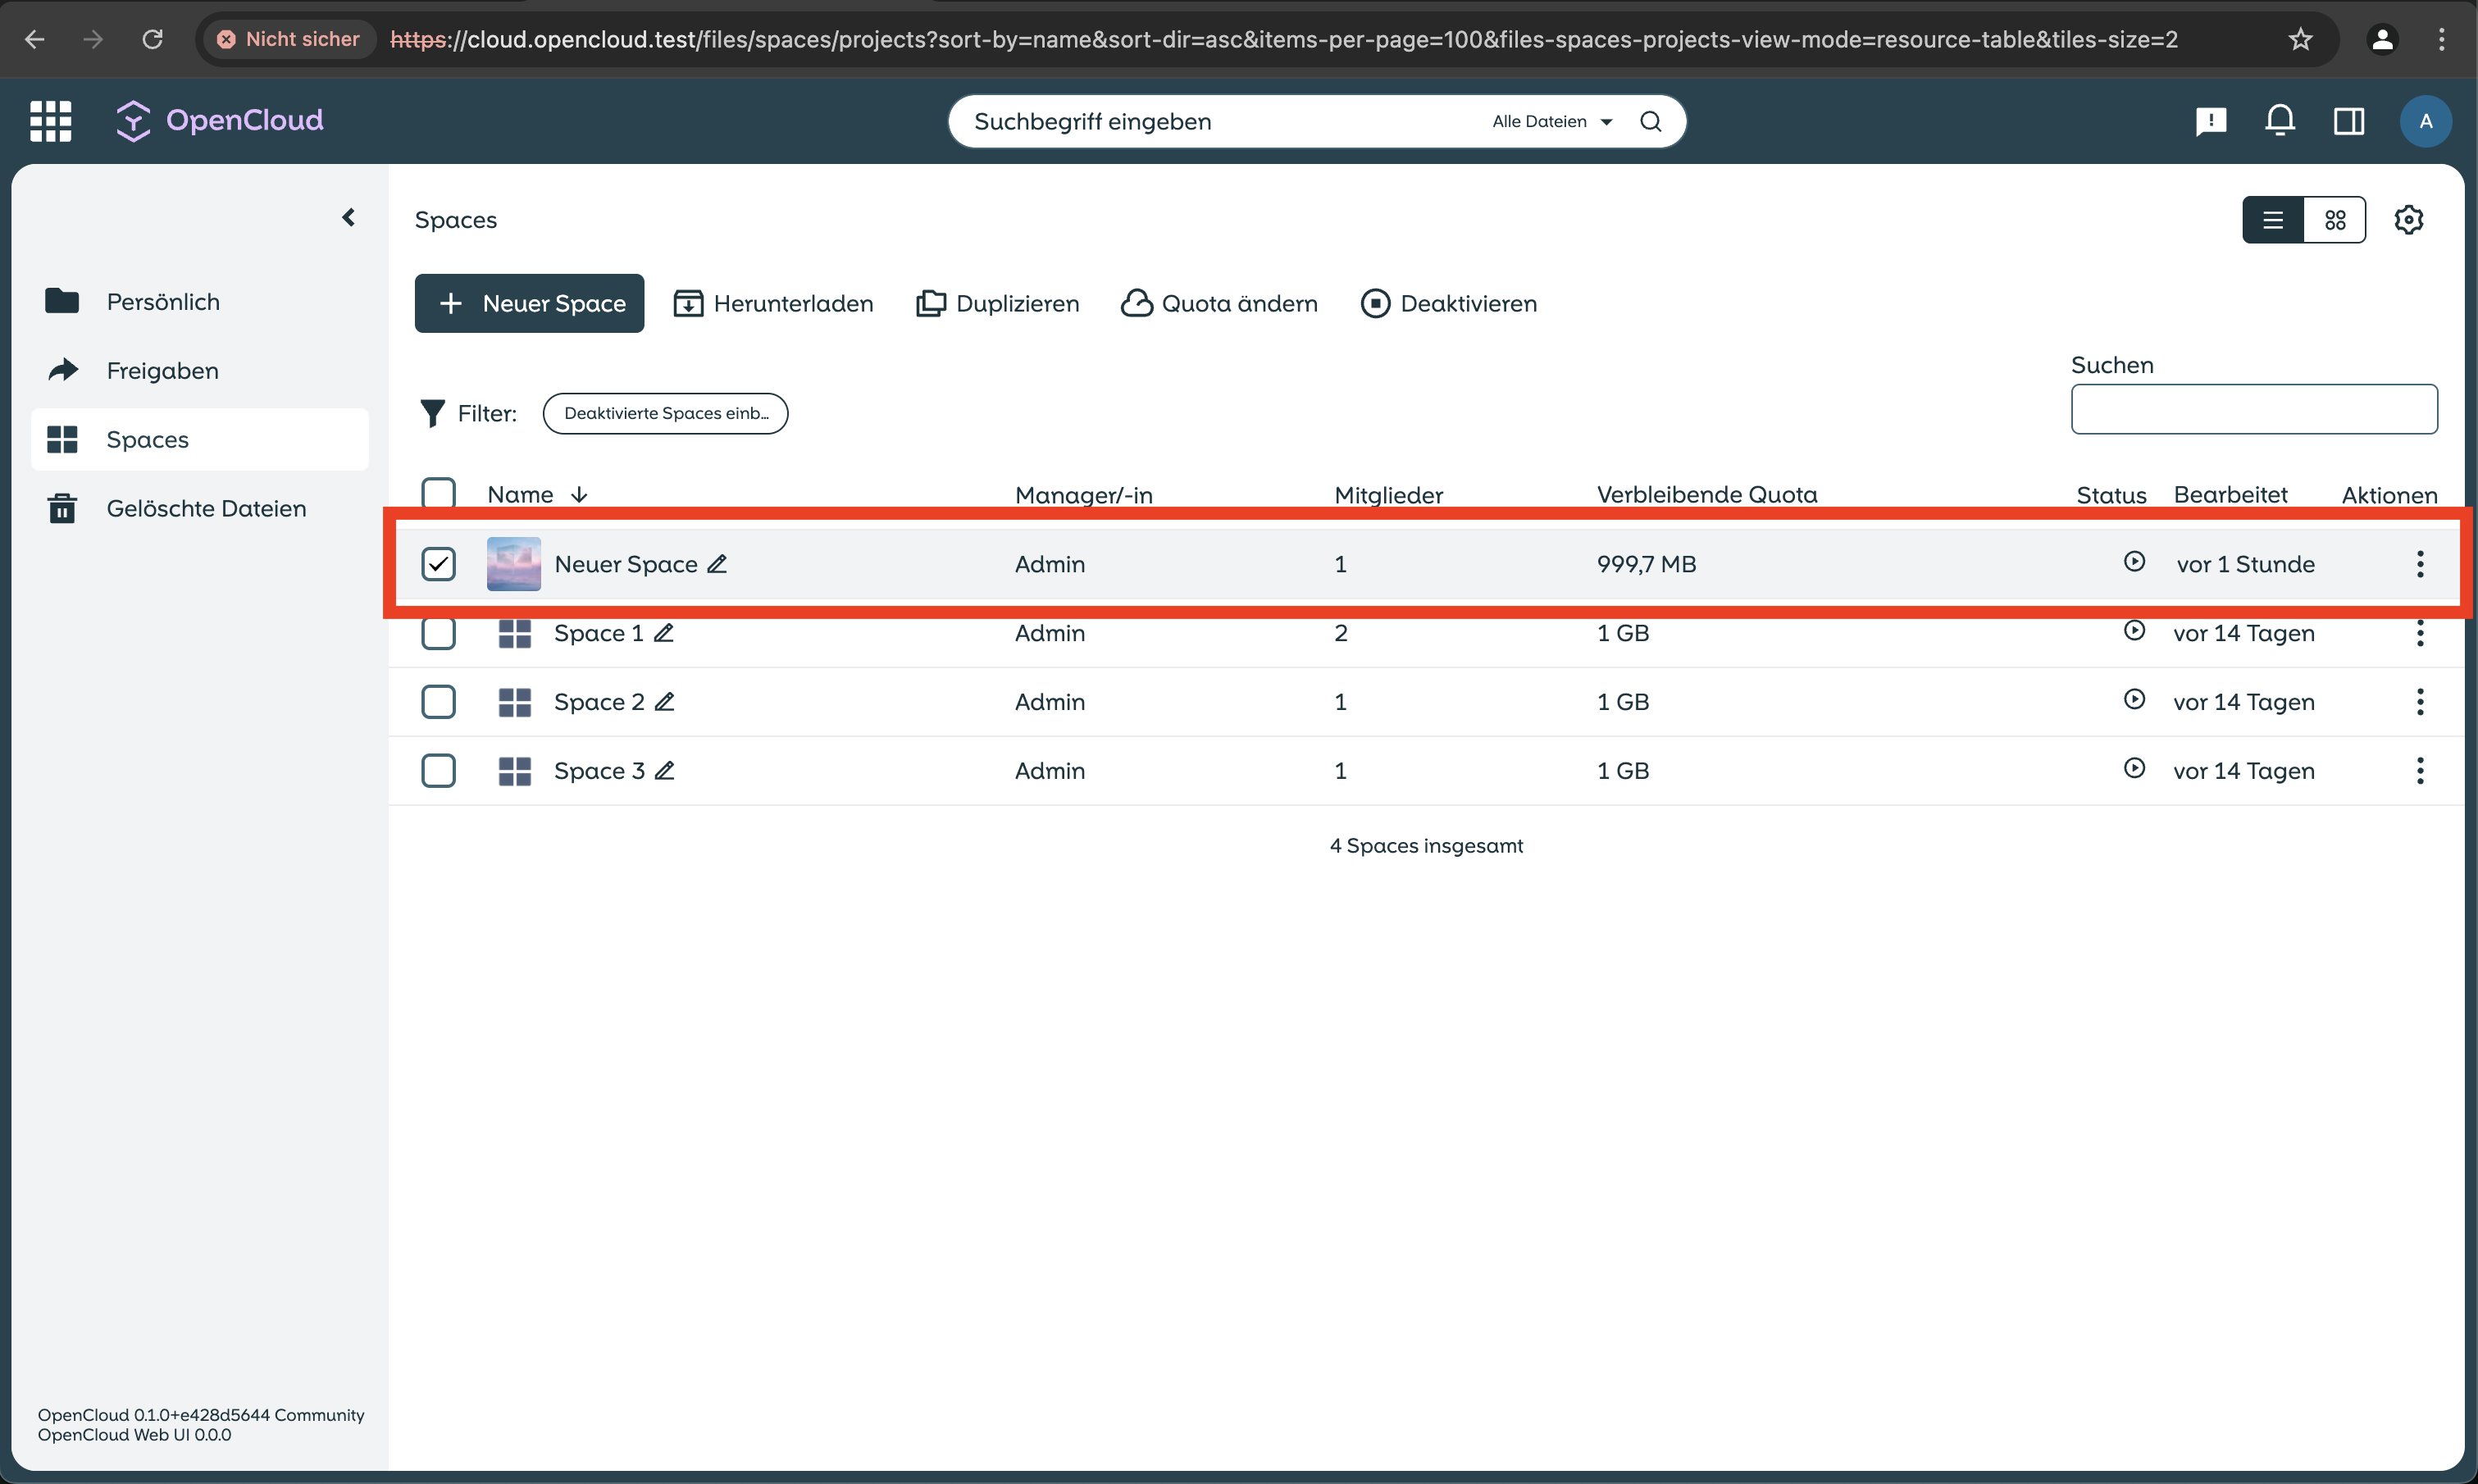 Nicht sicher https://cloud.opencloud.test/files/spaces/projects?sort-by=name&sort-dir=asc&items-per-page=100&files-spaces-projects-view-mode=resource-table&tiles-size=2
OpenCloud
Suchbegriff eingeben Alle Dateien
A
Persönlich
Freigaben
Spaces
Gelöschte Dateien
Spaces
Neuer Space Herunterladen Duplizieren Quota ändern Deaktivieren
Suchen
Filter: Deaktivierte Spaces einb...
Name Manager/-in Mitglieder Verbleibende Quota Status Bearbeitet Aktionen
Neuer Space Admin 1 999,7 MB vor 1 Stunde
Space 1 Admin 2 1 GB vor 14 Tagen
Space 2 Admin 1 1 GB vor 14 Tagen
Space 3 Admin 1 1 GB vor 14 Tagen
4 Spaces insgesamt
OpenCloud 0.1.0+e428d5644 Community
OpenCloud Web UI 0.0.0